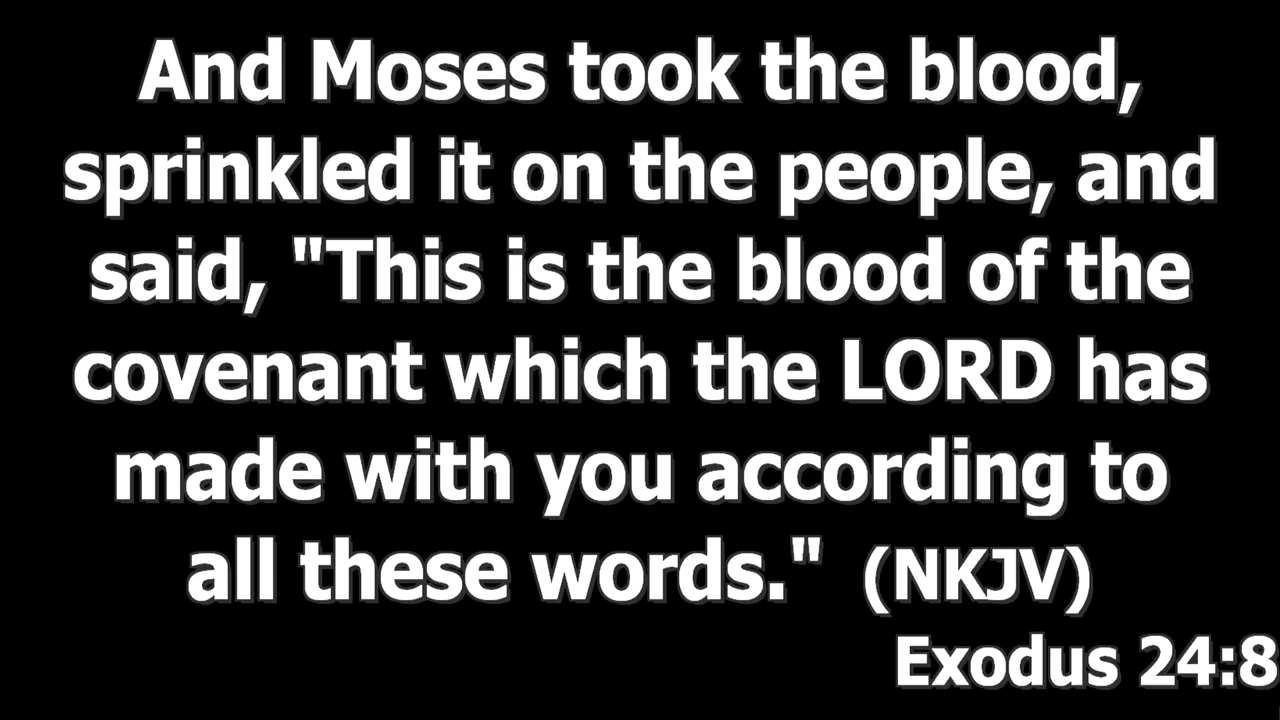 And Moses took the blood,
sprinkled it on the people, and
said, "This is the blood of the
covenant which the LORD has
made with you according to
all these words." (NKJV)
Exodus 24:8